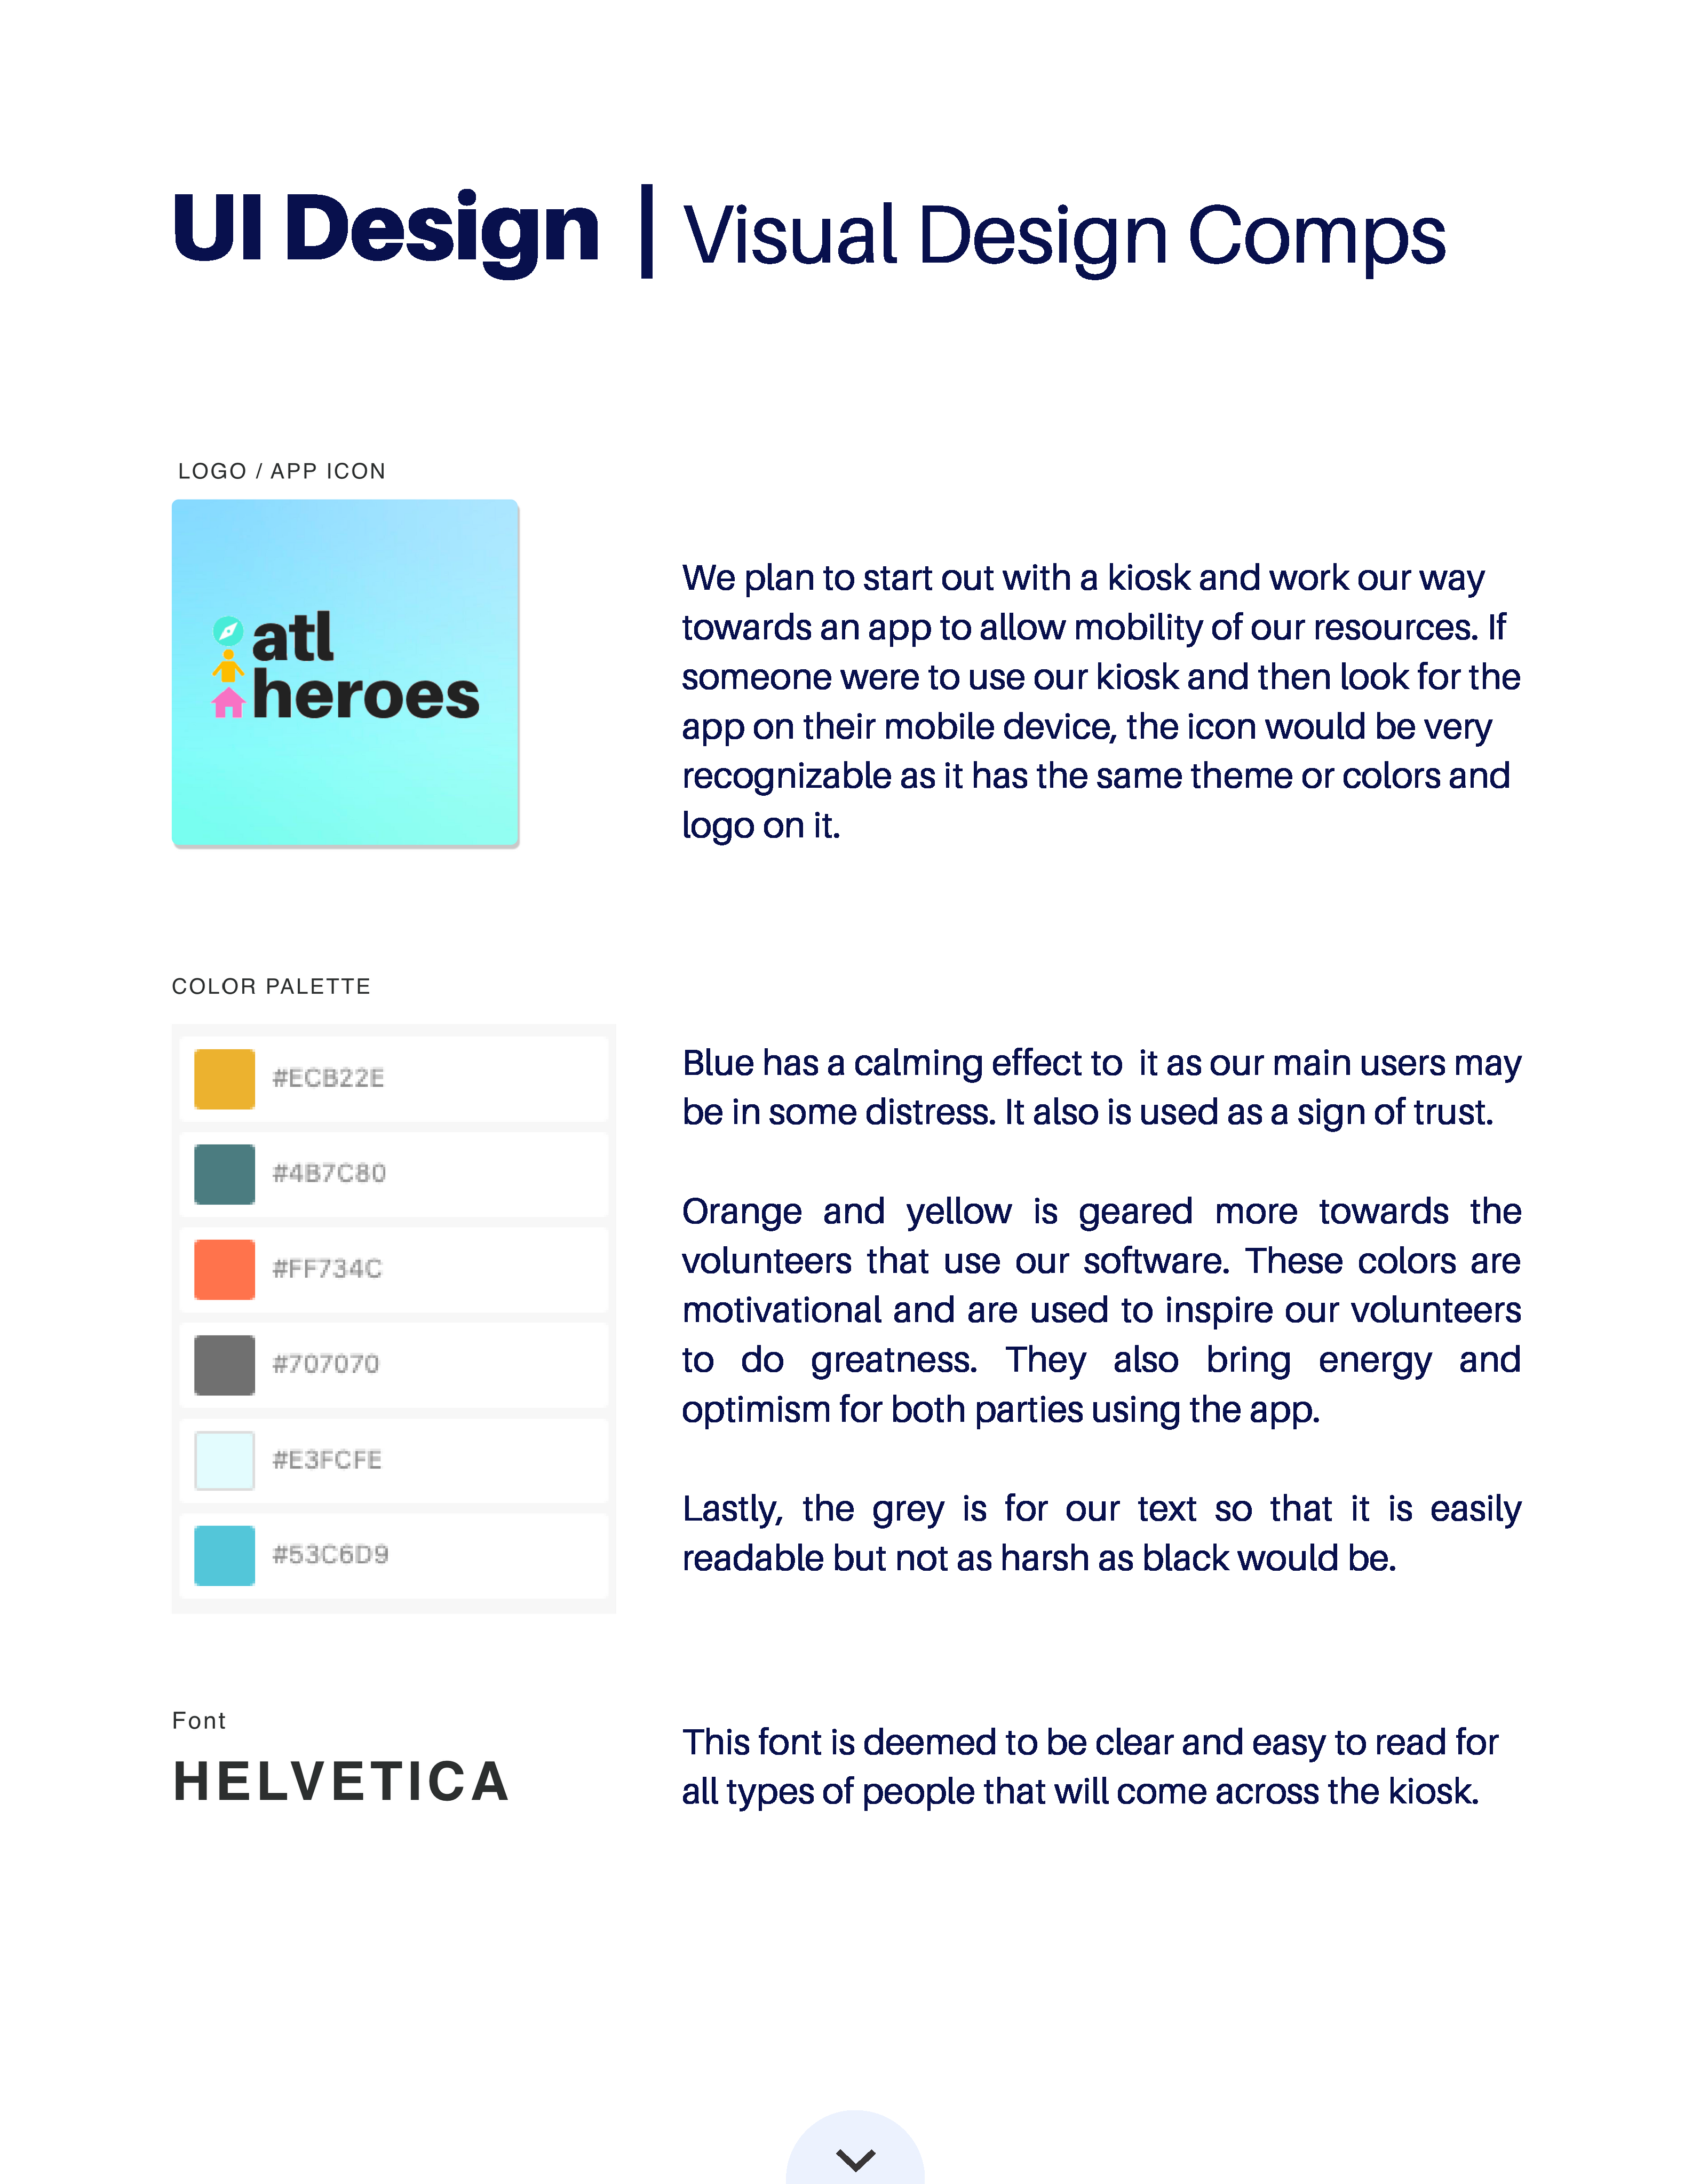 UI Design | Visual Design Comps
LOGO / APP ICON
atl
heroes
We plan to start out with a kiosk and work our way
towards an app to allow mobility of our resources. If
someone were to use our kiosk and then look for the
app on their mobile device, the icon would be very
recognizable as it has the same theme or colors and
logo on it.
COLOR PALETTE
#ECB22E
#4B7C80
#FF734C
#707070
#E3FCFE
#53C6D9
Blue has a calming effect to  it as our main users may
be in some distress. It also is used as a sign of trust.
Orange and yellow is geared more towards the
volunteers that use our software. These colors are
motivational and are used to inspire our volunteers
to do greatness. They also bring energy and
optimism for both parties using the app.
Lastly, the grey is for our text so that it is easily
readable but not as harsh as black would be.
Font
HELVETICA
This font is deemed to be clear and easy to read for
all types of people that will come across the kiosk.